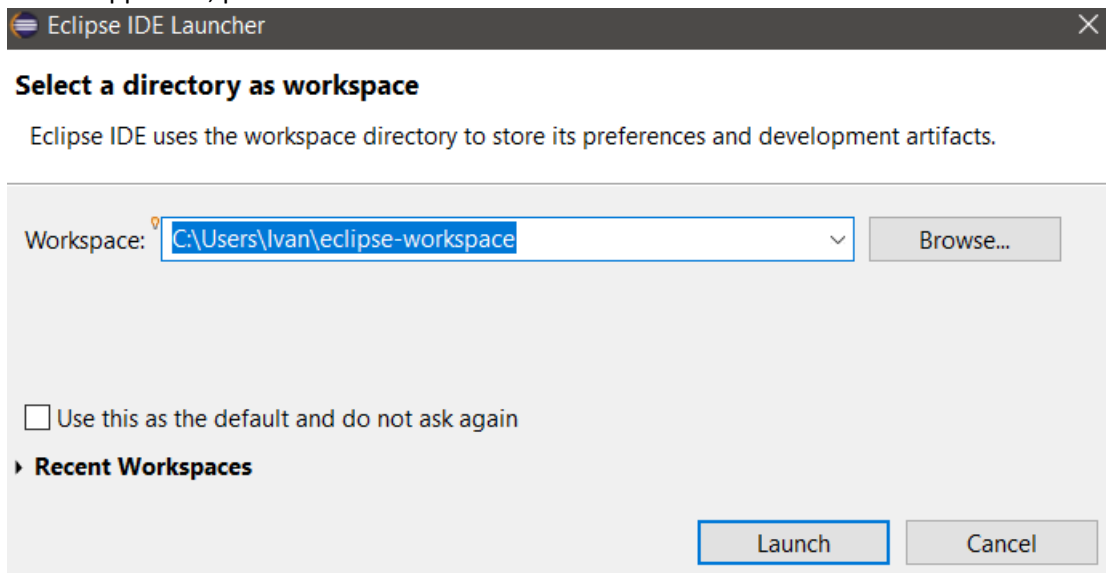 Eclipse IDE Launcher
Select a directory as workspace
Eclipse IDE uses the workspace directory to store its preferences and development artifacts.
Workspace: C:\Users\Ivan\eclipse-workspace Browse...
Use this as the default and do not ask again
Recent Workspaces
Launch Cancel